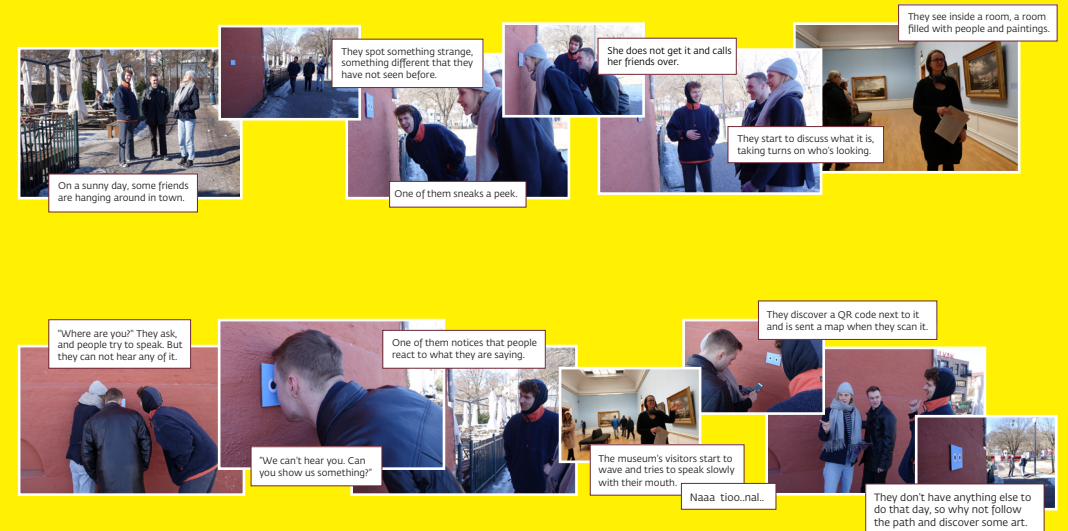 On a sunny day, some friends
are hanging around in town.
They spot something strange,
something different that they
have not seen before.
One of them sneaks a peek.
She does not get it and calls
her friends over.
They start to discuss what it is,
taking turns on who's looking.
They see inside a room, a room
filled with people and paintings.
"Where are you?" They ask,
and people try to speak. But
they can not hear any of it.
"We can't hear you. Can
you show us something?"
One of them notices that people
react to what they are saying.
The museum's visitors start to
wave and tries to speak slowly
with their mouth.
Naaa tioo..nal..
They discover a QR code next to it
and is sent a map when they scan it.
They don't have anything else to
do that day, so why not follow
the path and discover some art.